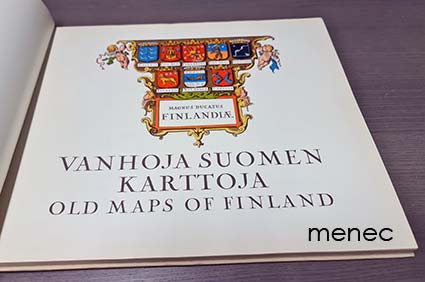 MAGNUS DUCATUS
FINLANDIÆ
VANHOJA SUOMEN
KARTTOJA
OLD MAPS OF FINLAND
menec